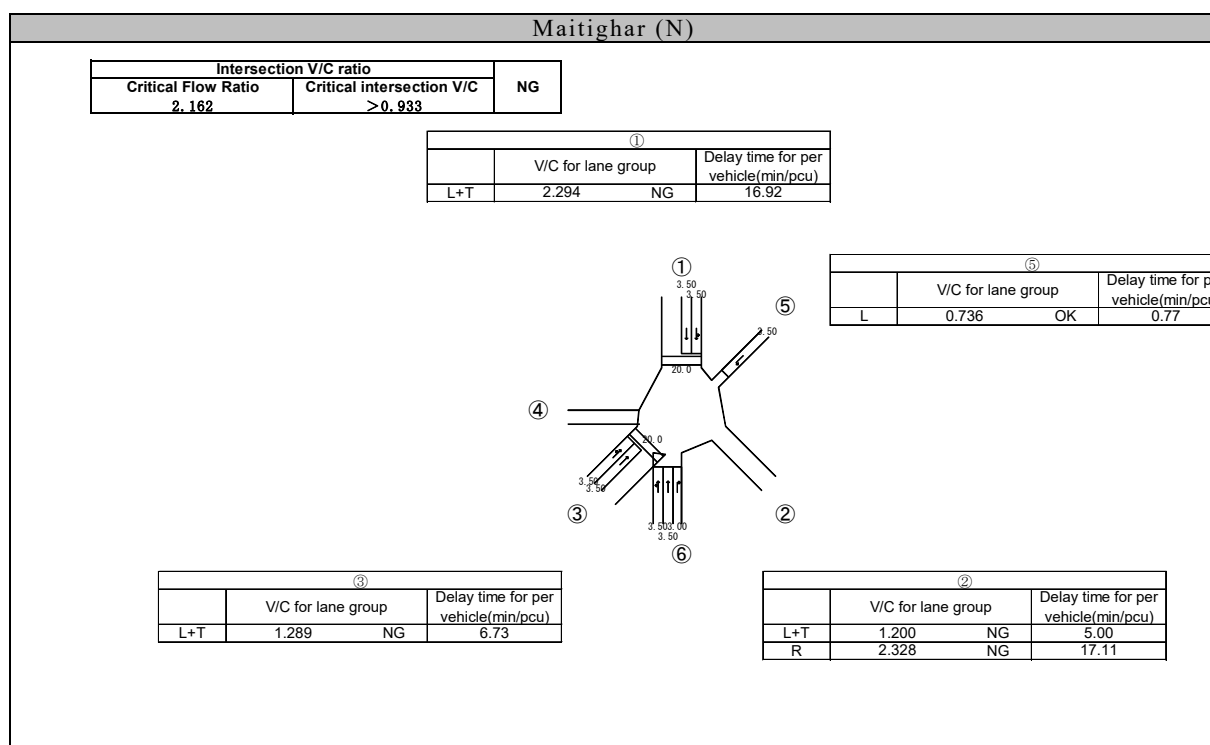 Maitighar (N)
Intersection V/C ratio
NG
Critical Flow Ratio Critical intersection V/C
2.162 >0.933
①
V/C for lane group Delay time for per
vehicle(min/pcu)
L+T 2.294 NG 16.92
⑤
V/C for lane group Delay time for p
vehicle(min/pcu
L 0.736 OK 0.77
①
3.50
3.50
⑤
3.50
20.0
④
20.0
3.50
3.50
③
②
3.50 3.00
3.50
⑥
③
V/C for lane group Delay time for per
vehicle(min/pcu)
L+T 1.289 NG 6.73
②
V/C for lane group Delay time for per
vehicle(min/pcu)
L+T 1.200 NG 5.00
R 2.328 NG 17.11